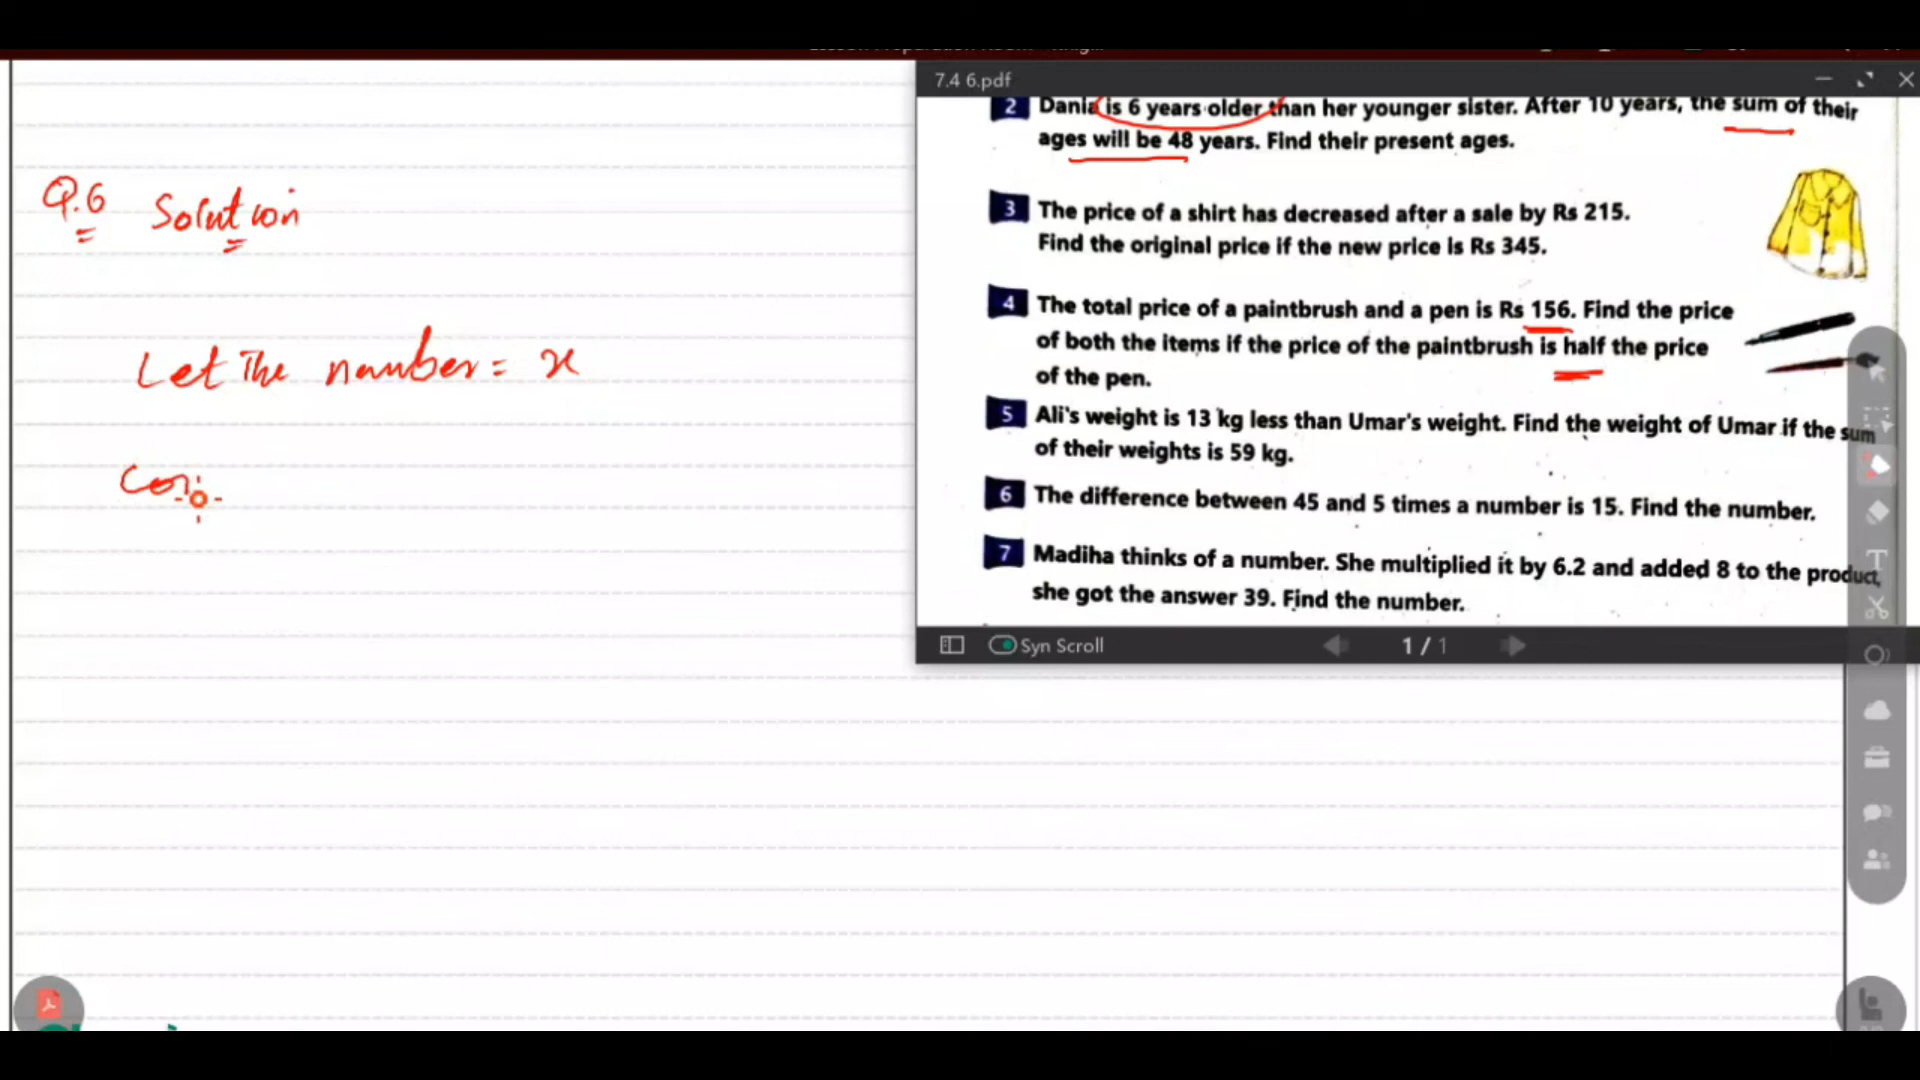 7.4 6.pdf
2 Dania is 6 years older than her younger sister. After 10 years, the sum of their
ages will be 48 years. Find their present ages.
3 The price of a shirt has decreased after a sale by Rs 215.
Find the original price if the new price is Rs 345.
4 The total price of a paintbrush and a pen is Rs 156. Find the price
of both the items if the price of the paintbrush is half the price
of the pen.
5 Ali's weight is 13 kg less than Umar's weight. Find the weight of Umar if the sum
of their weights is 59 kg.
6 The difference between 45 and 5 times a number is 15. Find the number.
7 Madiha thinks of a number. She multiplied it by 6.2 and added 8 to the product,
she got the answer 39. Find the number.
Syn Scroll
1 / 1
Q.6 Solution
Let The number = x
Con